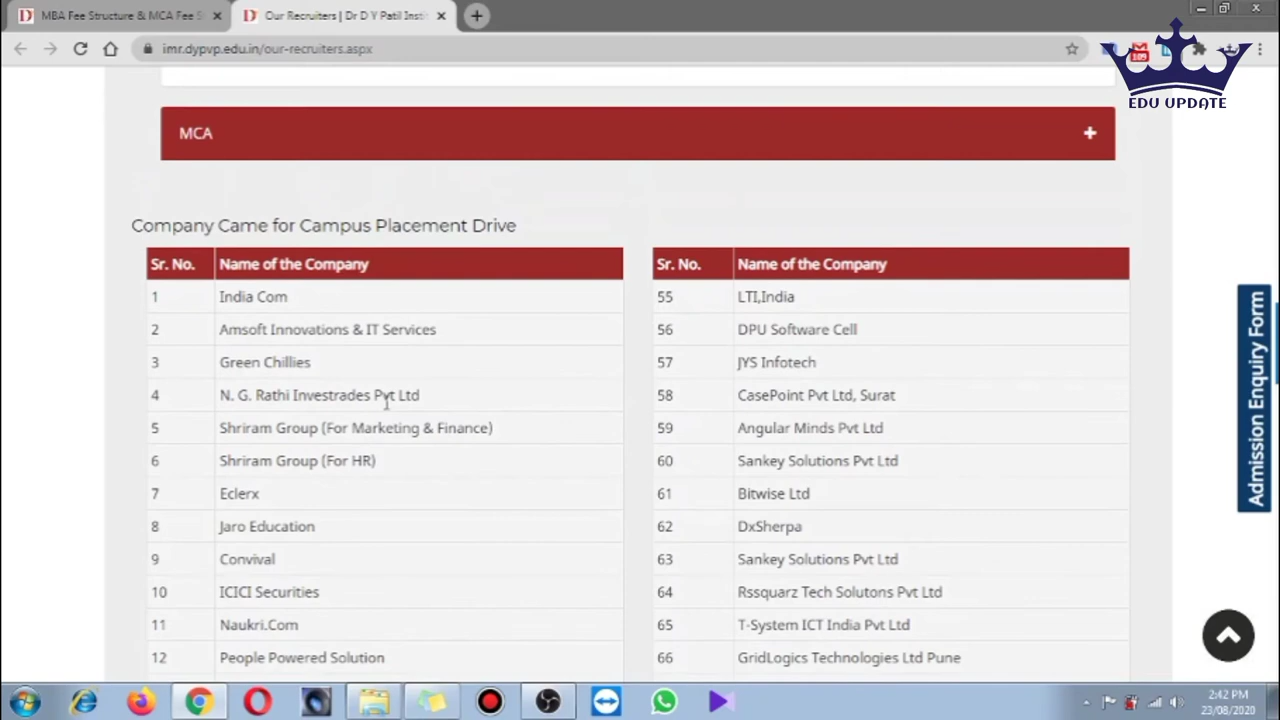 MBA Fee Structure & MCA Fee S
Our Recruiters | Dr D Y Patil Insti
imr.dypvp.edu.in/our-recruiters.aspx
109
EDU UPDATE
MCA
Company Came for Campus Placement Drive
Sr. No. Name of the Company
1 India Com
2 Amsoft Innovations & IT Services
3 Green Chillies
4 N. G. Rathi Investrades Pvt Ltd
5 Shriram Group (For Marketing & Finance)
6 Shriram Group (For HR)
7 Eclerx
8 Jaro Education
9 Convival
10 ICICI Securities
11 Naukri.Com
12 People Powered Solution
Sr. No. Name of the Company
55 LTI,India
56 DPU Software Cell
57 JYS Infotech
58 CasePoint Pvt Ltd, Surat
59 Angular Minds Pvt Ltd
60 Sankey Solutions Pvt Ltd
61 Bitwise Ltd
62 DxSherpa
63 Sankey Solutions Pvt Ltd
64 Rssquarz Tech Solutons Pvt Ltd
65 T-System ICT India Pvt Ltd
66 GridLogics Technologies Ltd Pune
Admission Enquiry Form
2:42 PM
23/08/2020